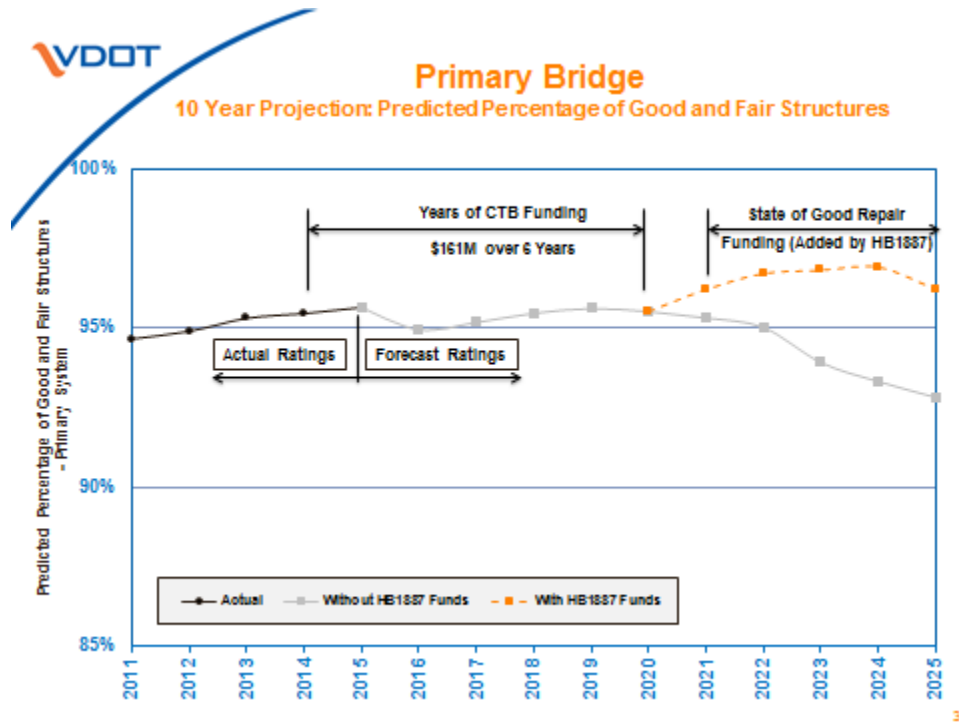 VDOT
Primary Bridge
10 Year Projection: Predicted Percentage of Good and Fair Structures
Predicted Percentage of Good and Fair Structures
- Primary System
100%
95%
90%
85%
Years of CTB Funding
$161M over 6 Years
State of Good Repair
Funding (Added by HB1887)
Actual Ratings
Forecast Ratings
Actual
Without HB1887 Funds
With HB1887 Funds
2011
2012
2013
2014
2015
2016
2017
2018
2019
2020
2021
2022
2023
2024
2025
3